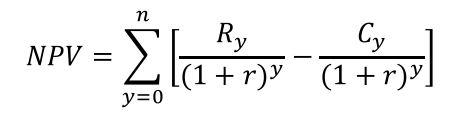 NPV = \sum_{y=0}^{n} \left[ \frac{R_y}{(1+r)^y} - \frac{C_y}{(1+r)^y} \right]